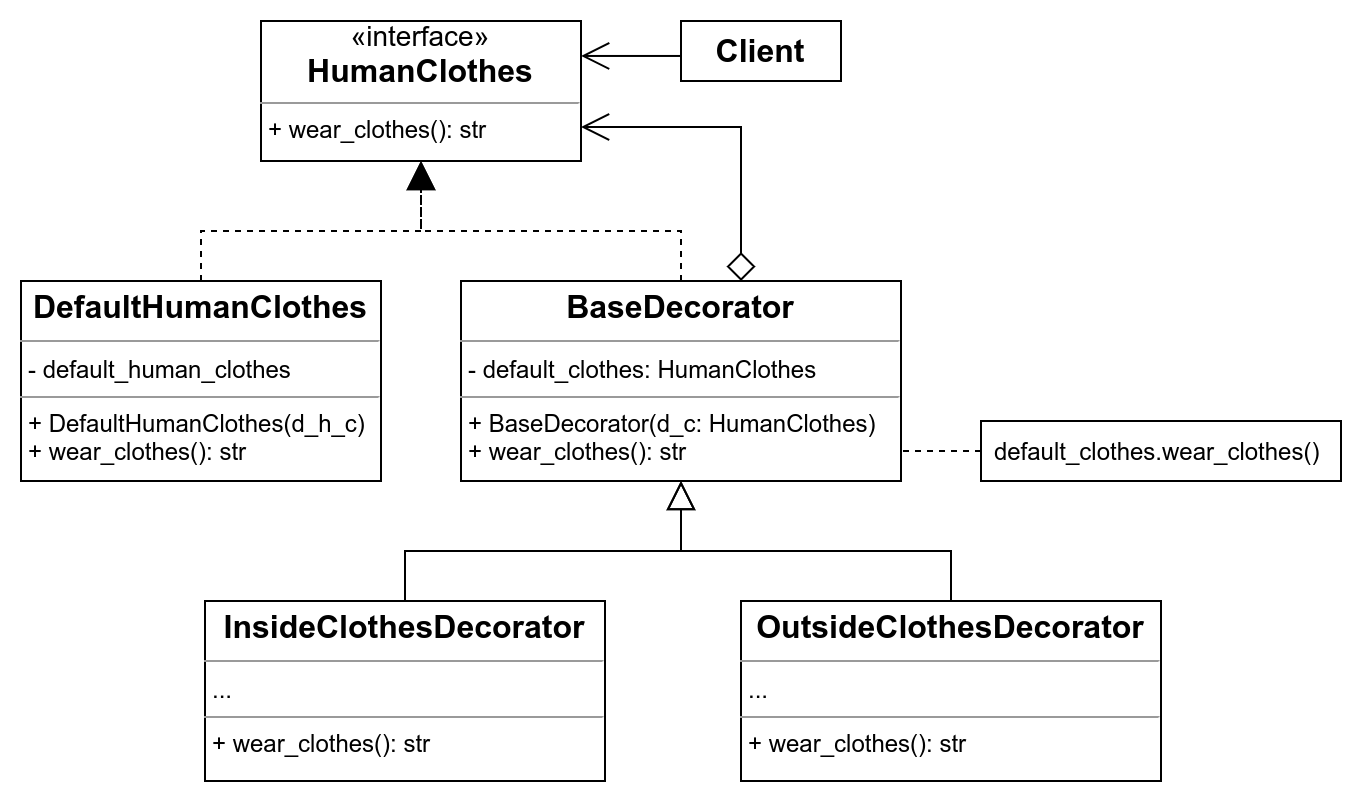 «interface»
HumanClothes
+ wear_clothes(): str
Client
DefaultHumanClothes
- default_human_clothes
+ DefaultHumanClothes(d_h_c)
+ wear_clothes(): str
BaseDecorator
- default_clothes: HumanClothes
+ BaseDecorator(d_c: HumanClothes)
+ wear_clothes(): str
default_clothes.wear_clothes()
InsideClothesDecorator
...
+ wear_clothes(): str
OutsideClothesDecorator
...
+ wear_clothes(): str